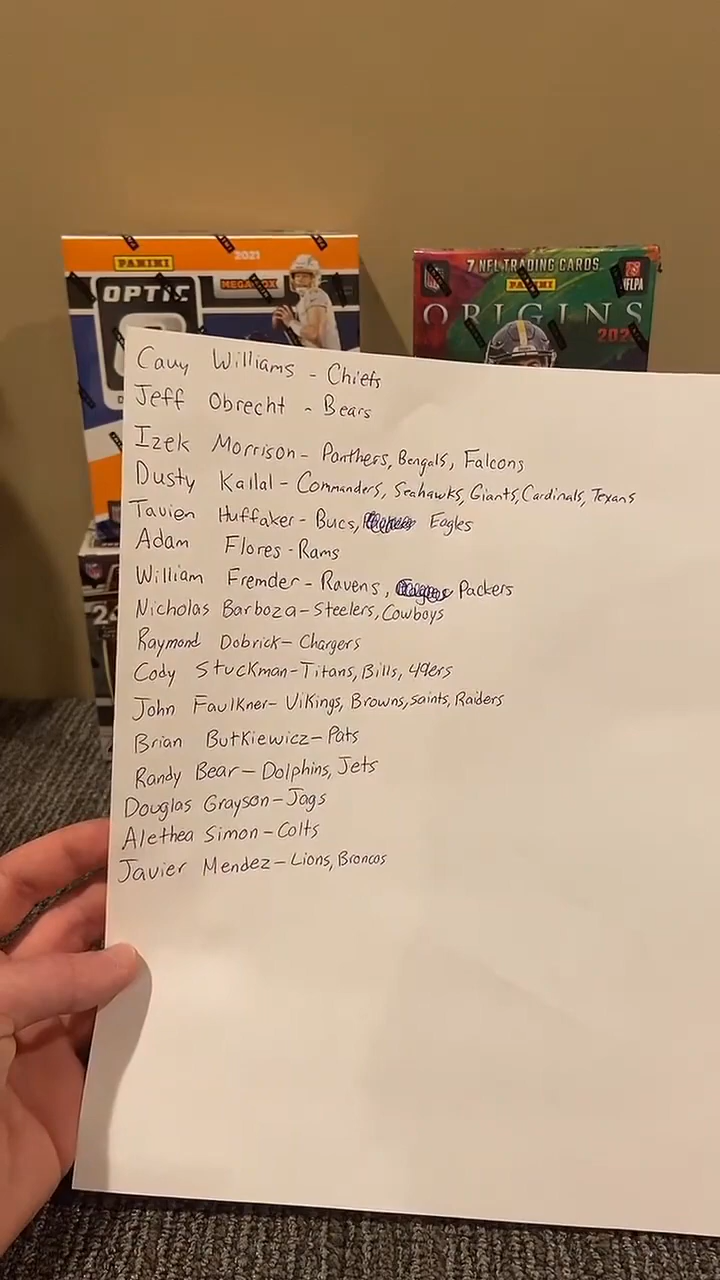 2021
PANINI
MEGA BOX
OPTIC
7 NFL TRADING CARDS
PANINI
NFLPA
ORIGINS
Cauy Williams - Chiefs
Jeff Obrecht - Bears
Izek Morrison - Panthers, Bengals, Falcons
Dusty Kallal - Commanders, Seahawks, Giants, Cardinals, Texans
Tavien Huffaker - Bucs, Eagles
Adam Flores - Rams
William Fremder - Ravens, Packers
Nicholas Barboza - Steelers, Cowboys
Raymond Dobrick - Chargers
Cody Stuckman - Titans, Bills, 49ers
John Faulkner - Vikings, Browns, Saints, Raiders
Brian Butkiewicz - Pats
Randy Bear - Dolphins, Jets
Douglas Grayson - Jags
Alethea Simon - Colts
Javier Mendez - Lions, Broncos